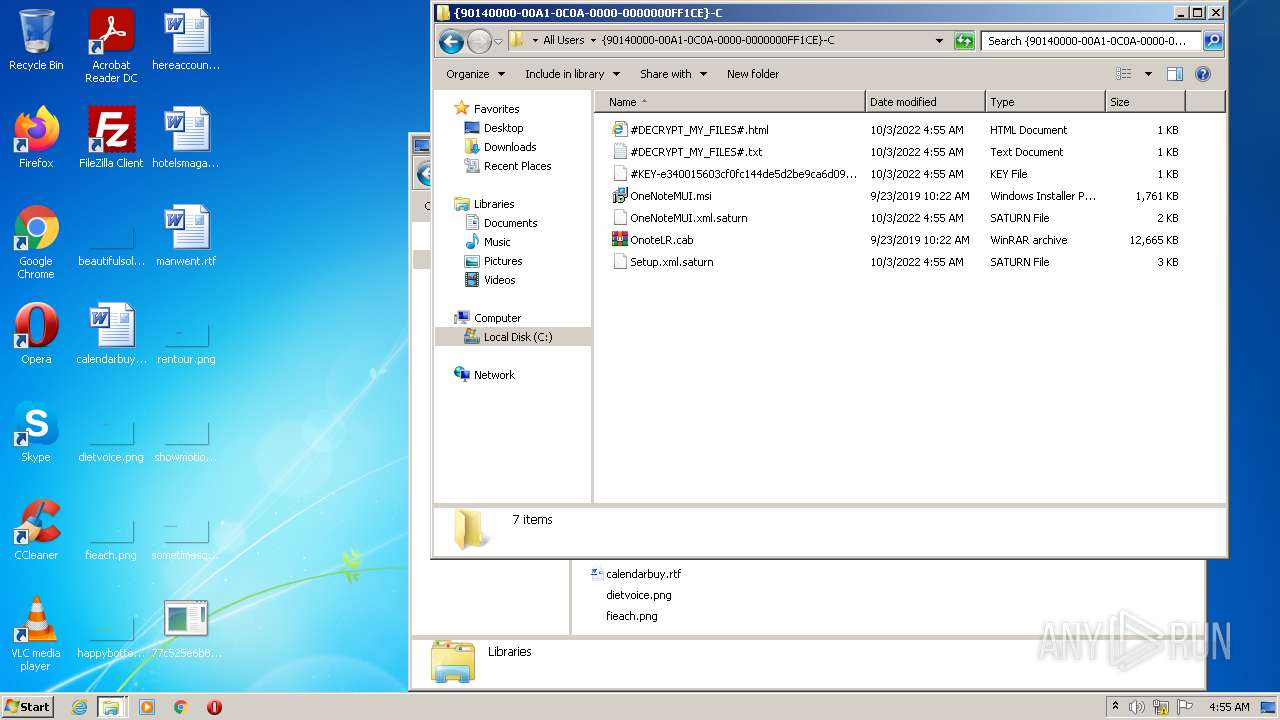 Recycle Bin
Acrobat
Reader DC
hereaccoun...
Firefox
FileZilla Client
hotelsmaga...
Google
Chrome
beautifulsol...
manwent.rtf
Opera
calendarbuy....
rentour.png
Skype
dietvoice.png
showmotio...
CCleaner
fieach.png
sometimesg...
VLC media
player
happybotto...
77c525e6b8...
{90140000-00A1-0C0A-0000-0000000FF1CE}-C
Users
Search {90140000-00A1-0C0A-00-0...
Organize
Include in library
Share with
New folder
Date modified
Type
Size
Favorites
Desktop
Downloads
Recent Places
Libraries
Documents
Music
Pictures
Videos
Computer
Local Disk (C:)
Network
#DECRYPT_MY_FILES#.html
10/3/2022 4:55 AM
HTML Document
1 KB
#DECRYPT_MY_FILES#.txt
10/3/2022 4:55 AM
Text Document
1 KB
#KEY-e340015603cf0fc144de5d2be9ca6d09...
10/3/2022 4:55 AM
KEY File
1 KB
OneNoteMUI.msi
9/23/2019 10:22 AM
Windows Installer P...
1,761 KB
OneNoteMUI.xml.saturn
10/3/2022 4:55 AM
SATURN File
2 KB
OnoteLR.cab
9/23/2019 10:22 AM
WinRAR archive
12,665 KB
Setup.xml.saturn
10/3/2022 4:55 AM
SATURN File
3 KB
7 items
calendarbuy.rtf
dietvoice.png
fieach.png
Libraries
ANY RUN
Start
4:55 AM